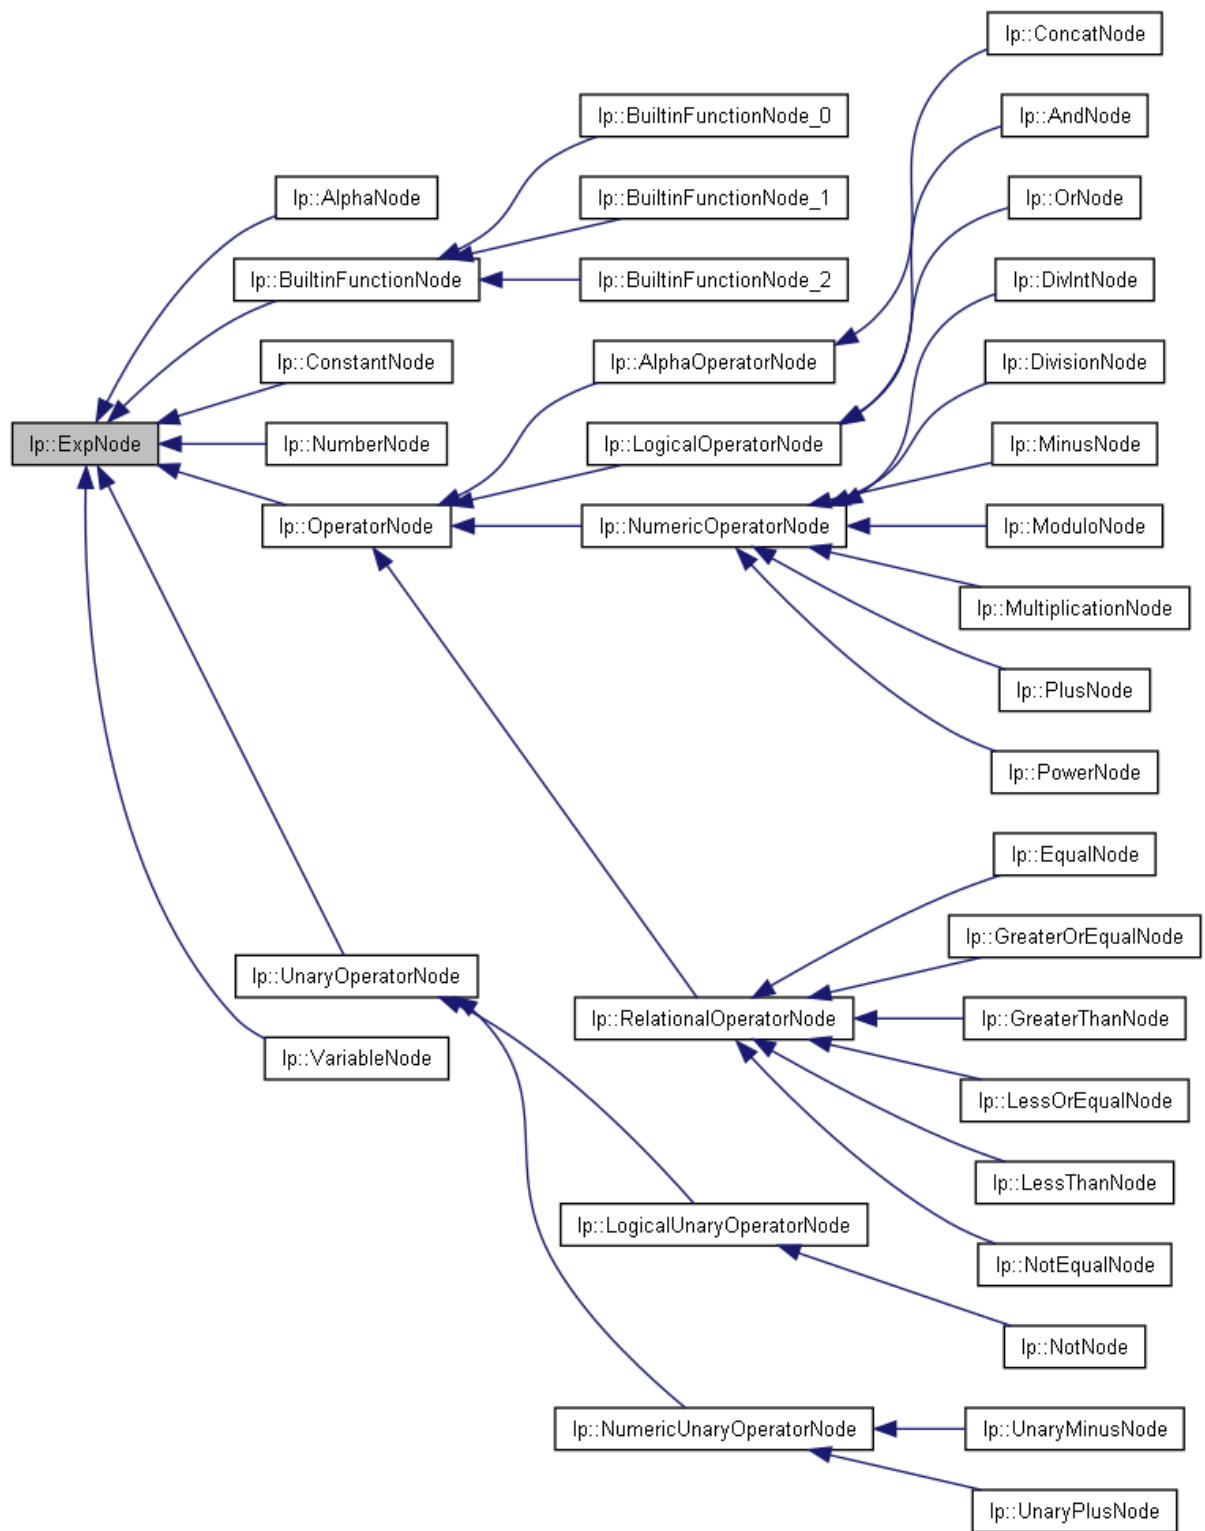 lp::ConcatNode
lp::BuiltinFunctionNode_0
lp::AndNode
lp::AlphaNode
lp::BuiltinFunctionNode_1
lp::OrNode
lp::BuiltinFunctionNode
lp::BuiltinFunctionNode_2
lp::DivIntNode
lp::ConstantNode
lp::AlphaOperatorNode
lp::DivisionNode
lp::ExpNode
lp::NumberNode
lp::LogicalOperatorNode
lp::MinusNode
lp::OperatorNode
lp::NumericOperatorNode
lp::ModuloNode
lp::MultiplicationNode
lp::PlusNode
lp::PowerNode
lp::EqualNode
lp::GreaterOrEqualNode
lp::UnaryOperatorNode
lp::RelationalOperatorNode
lp::GreaterThanNode
lp::VariableNode
lp::LessOrEqualNode
lp::LessThanNode
lp::LogicalUnaryOperatorNode
lp::NotEqualNode
lp::NotNode
lp::NumericUnaryOperatorNode
lp::UnaryMinusNode
lp::UnaryPlusNode